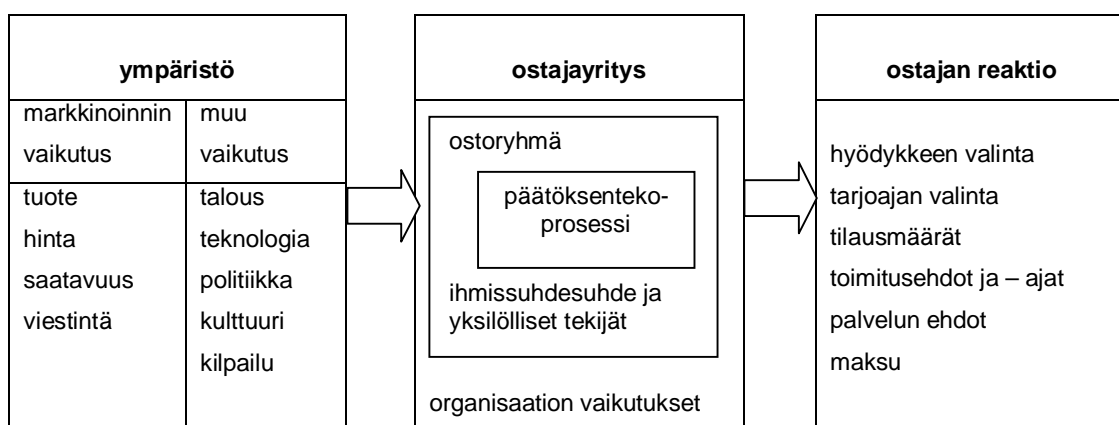 ympäristö
markkinoinnin
vaikutus
muu
vaikutus
tuote
hinta
saatavuus
viestintä
talous
teknologia
politiikka
kulttuuri
kilpailu
ostajayritys
ostoryhmä
päätöksenteko-
prosessi
ihmissuhdesuhde ja
yksilölliset tekijät
organisaation vaikutukset
ostajan reaktio
hyödykkeen valinta
tarjoajan valinta
tilausmäärät
toimitusehdot ja – ajat
palvelun ehdot
maksu